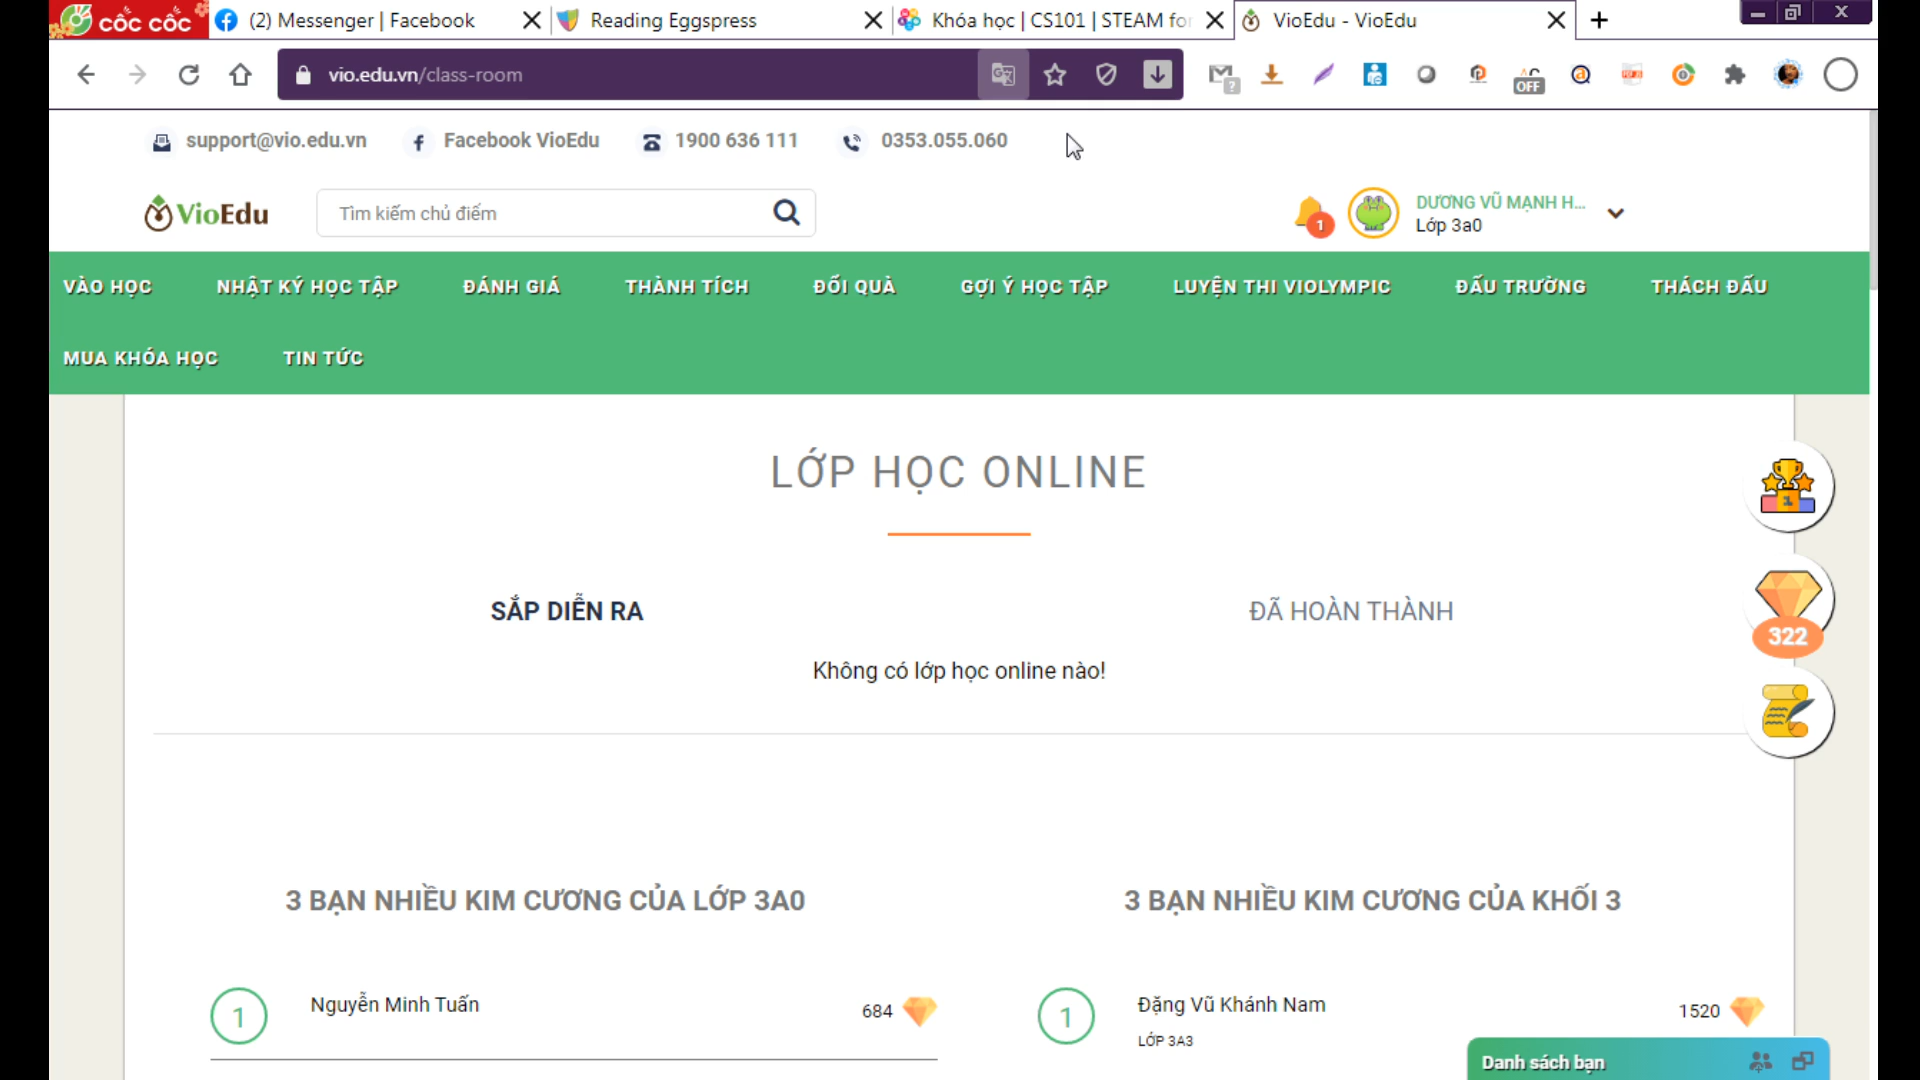 cốc cốc
(2) Messenger | Facebook
Reading Eggspress
Khóa học | CS101 | STEAM for
VioEdu - VioEdu
vio.edu.vn/class-room
OFF
support@vio.edu.vn
Facebook VioEdu
1900 636 111
0353.055.060
VioEdu
Tìm kiếm chủ điểm
1
DƯƠNG VŨ MẠNH H...
Lớp 3a0
VÀO HỌC
NHẬT KÝ HỌC TẬP
ĐÁNH GIÁ
THÀNH TÍCH
ĐỔI QUÀ
GỢI Ý HỌC TẬP
LUYỆN THI VIOLYMPIC
ĐẤU TRƯỜNG
THÁCH ĐẤU
MUA KHÓA HỌC
TIN TỨC
LỚP HỌC ONLINE
SẮP DIỄN RA
ĐÃ HOÀN THÀNH
322
Không có lớp học online nào!
3 BẠN NHIỀU KIM CƯƠNG CỦA LỚP 3A0
3 BẠN NHIỀU KIM CƯƠNG CỦA KHỐI 3
1
Nguyễn Minh Tuấn
684
1
Đặng Vũ Khánh Nam
1520
LỚP 3A3
Danh sách bạn